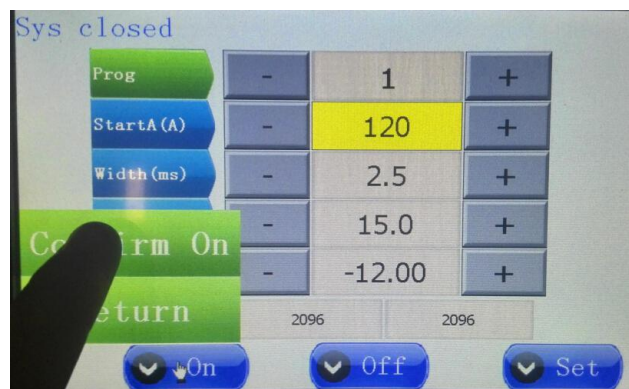 Sys closed
Prog - 1 +
StartA(A) - 120 +
Width(ms) - 2.5 +
- 15.0 +
Confirm On - -12.00 +
2096 2096
On Off Set